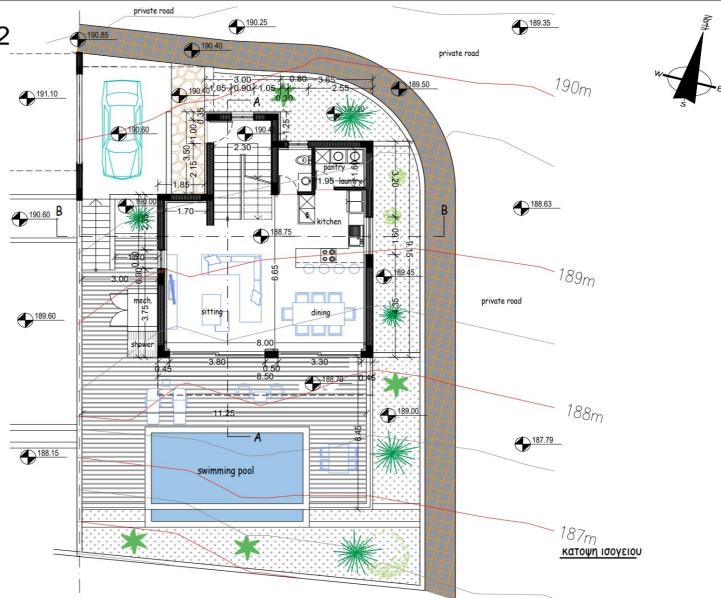 private road
190.85
190.25
189.35
2
190.40
private road
North
W
E
S
190m
191.10
190.40
3.00
0.80
3.65
1.05
0.90
1.05
2.55
0.30
189.50
A
190.60
0.35
1.00
3.50
2.15
1.25
2.30
1.85
pantry
1.95
1.60
laundry
3.20
190.60
B
190.00
2.35
1.70
kitchen
B
188.63
188.75
1.60
9.15
189m
3.00
0.80
6.65
189.45
mech.
3.75
sitting
dining
4.35
private road
189.60
shower
8.00
0.45
3.80
0.50
3.30
0.45
8.50
188.70
188m
11.25
189.00
A
6.45
187.79
188.15
swimming pool
187m
κατοψη ισογειου